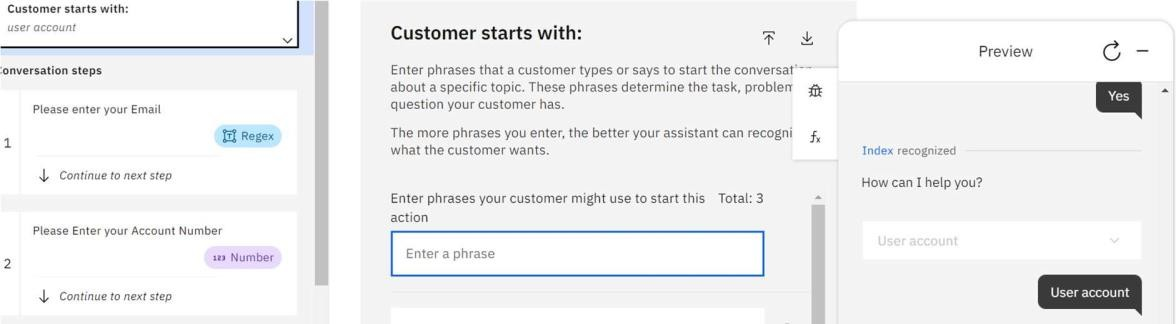 Customer starts with:
user account
onversation steps
1
Please enter your Email
Regex
Continue to next step
2
Please Enter your Account Number
123 Number
Continue to next step
Customer starts with:
Enter phrases that a customer types or says to start the conversation
about a specific topic. These phrases determine the task, problem
question your customer has.
The more phrases you enter, the better your assistant can recogni
what the customer wants.
Enter phrases your customer might use to start this Total: 3
action
Enter a phrase
fx
Preview
Yes
Index recognized
How can I help you?
User account
User account